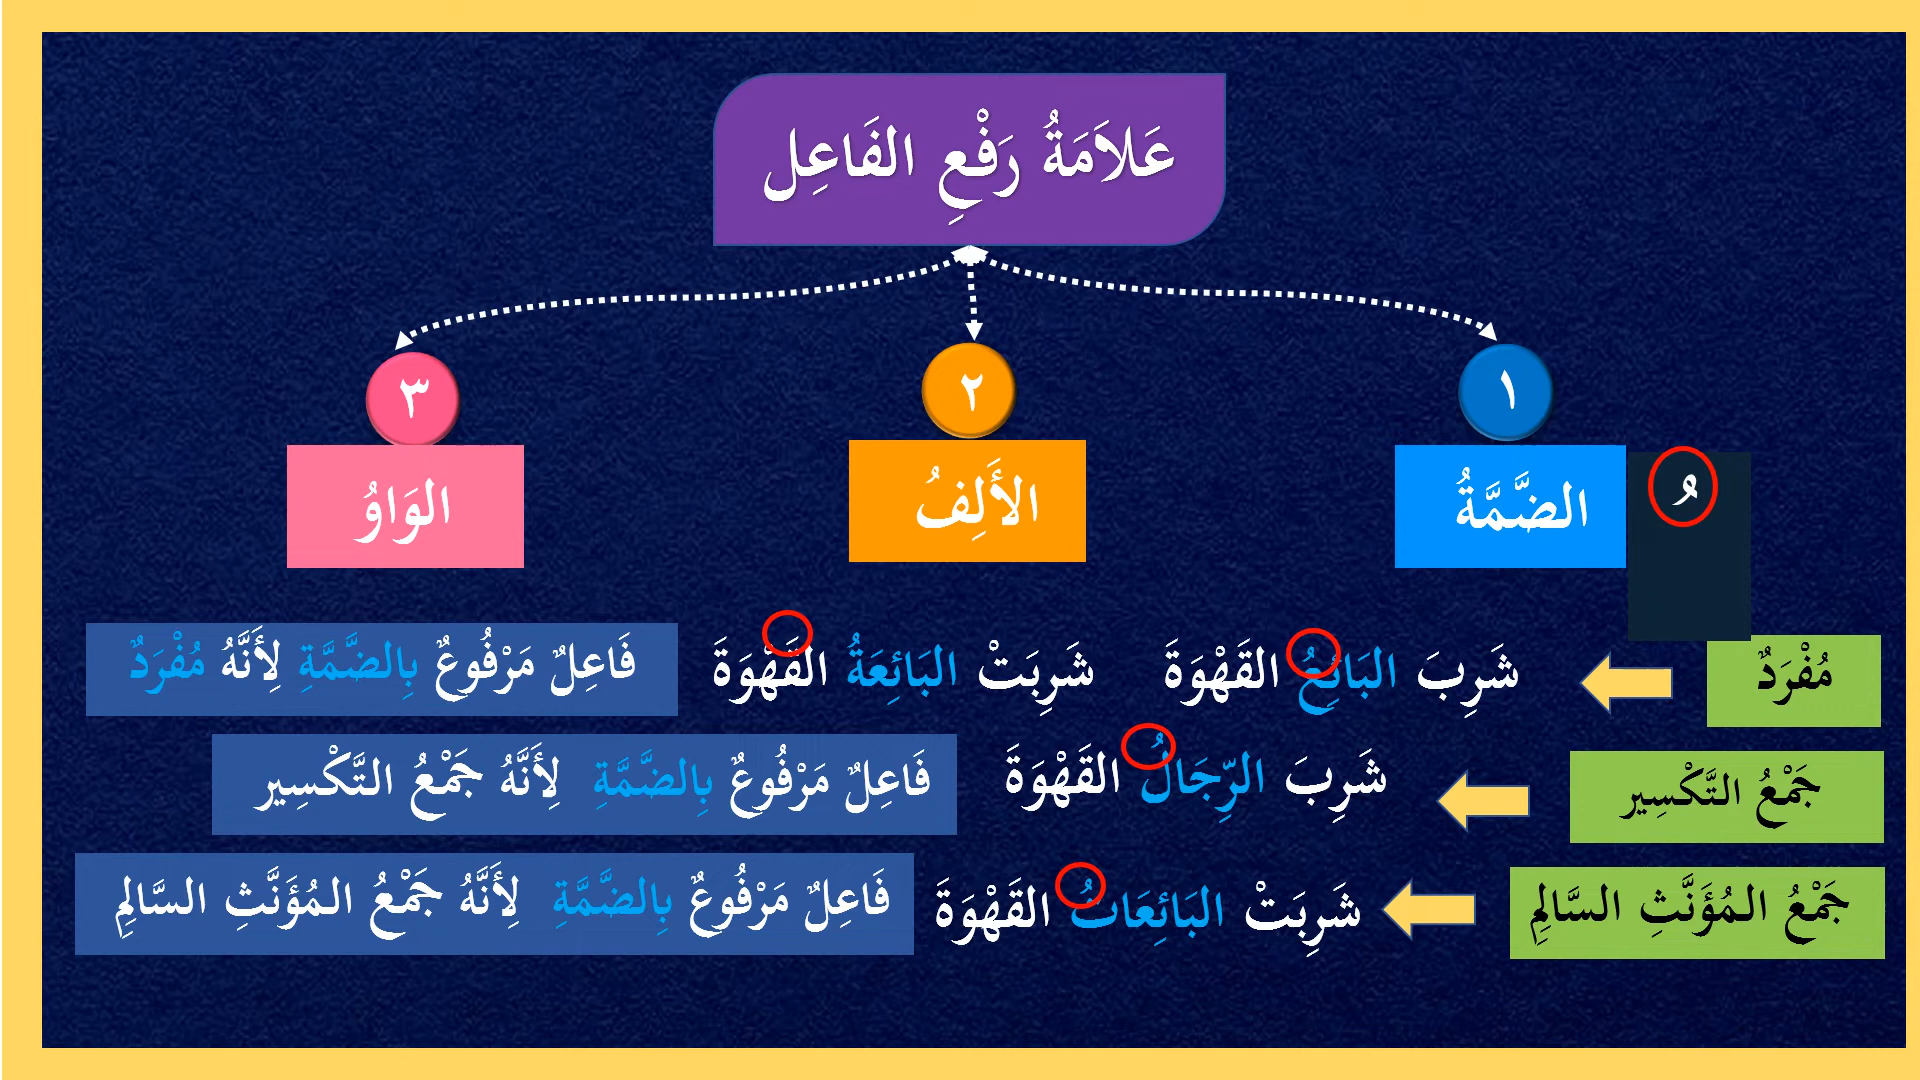 عَلاَمَةُ رَفْعِ الفَاعِل
١
٢
٣
ـُ
الضَّمَّةُ
الأَلِفُ
الوَاوُ
مُفْرَدٌ
شَرِبَ البَائِعُ القَهْوَةَ
شَرِبَتْ البَائِعَةُ القَهْوَةَ
فَاعِلٌ مَرْفُوعٌ بِالضَّمَّةِ لِأَنَّهُ مُفْرَدٌ
جَمْعُ التَّكْسِير
شَرِبَ الرِّجَالُ القَهْوَةَ
فَاعِلٌ مَرْفُوعٌ بِالضَّمَّةِ لِأَنَّهُ جَمْعُ التَّكْسِير
جَمْعُ المُؤَنَّثِ السَّالِمِ
شَرِبَتْ البَائِعَاتُ القَهْوَةَ
فَاعِلٌ مَرْفُوعٌ بِالضَّمَّةِ لِأَنَّهُ جَمْعُ المُؤَنَّثِ السَّالِمِ